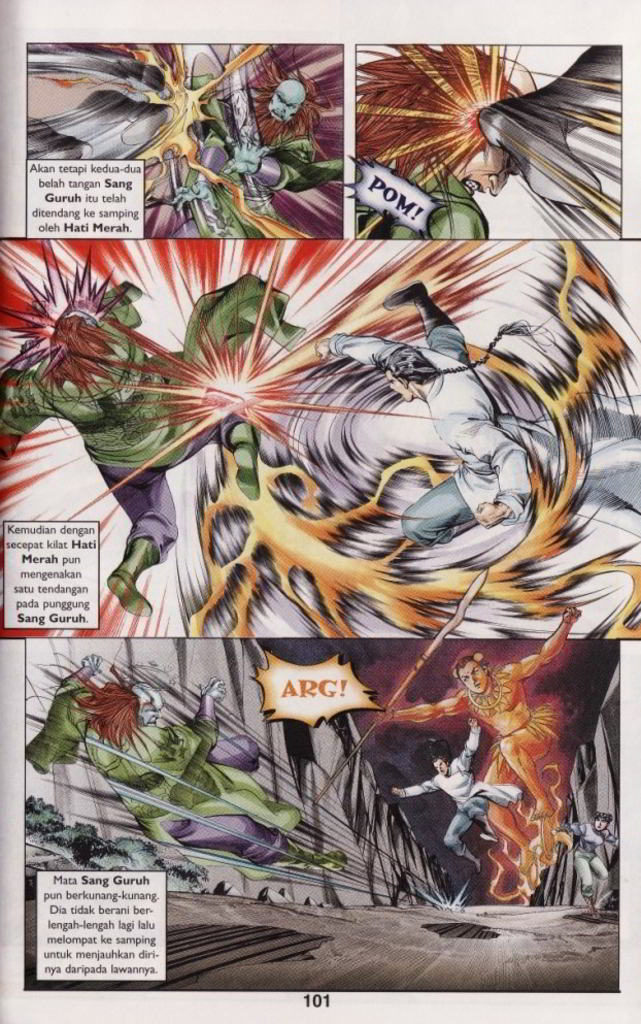 Akan tetapi kedua-dua
belah tangan Sang
Guruh itu telah
ditendang ke samping
oleh Hati Merah.
POM!
Kemudian dengan
secepat kilat Hati
Merah pun
mengenakan
satu tendangan
pada punggung
Sang Guruh.
ARG!
Mata Sang Guruh
pun berkunang-kunang.
Dia tidak berani ber-
lengah-lengah lagi lalu
melompat ke samping
untuk menjauhkan diri-
nya daripada lawannya.
101